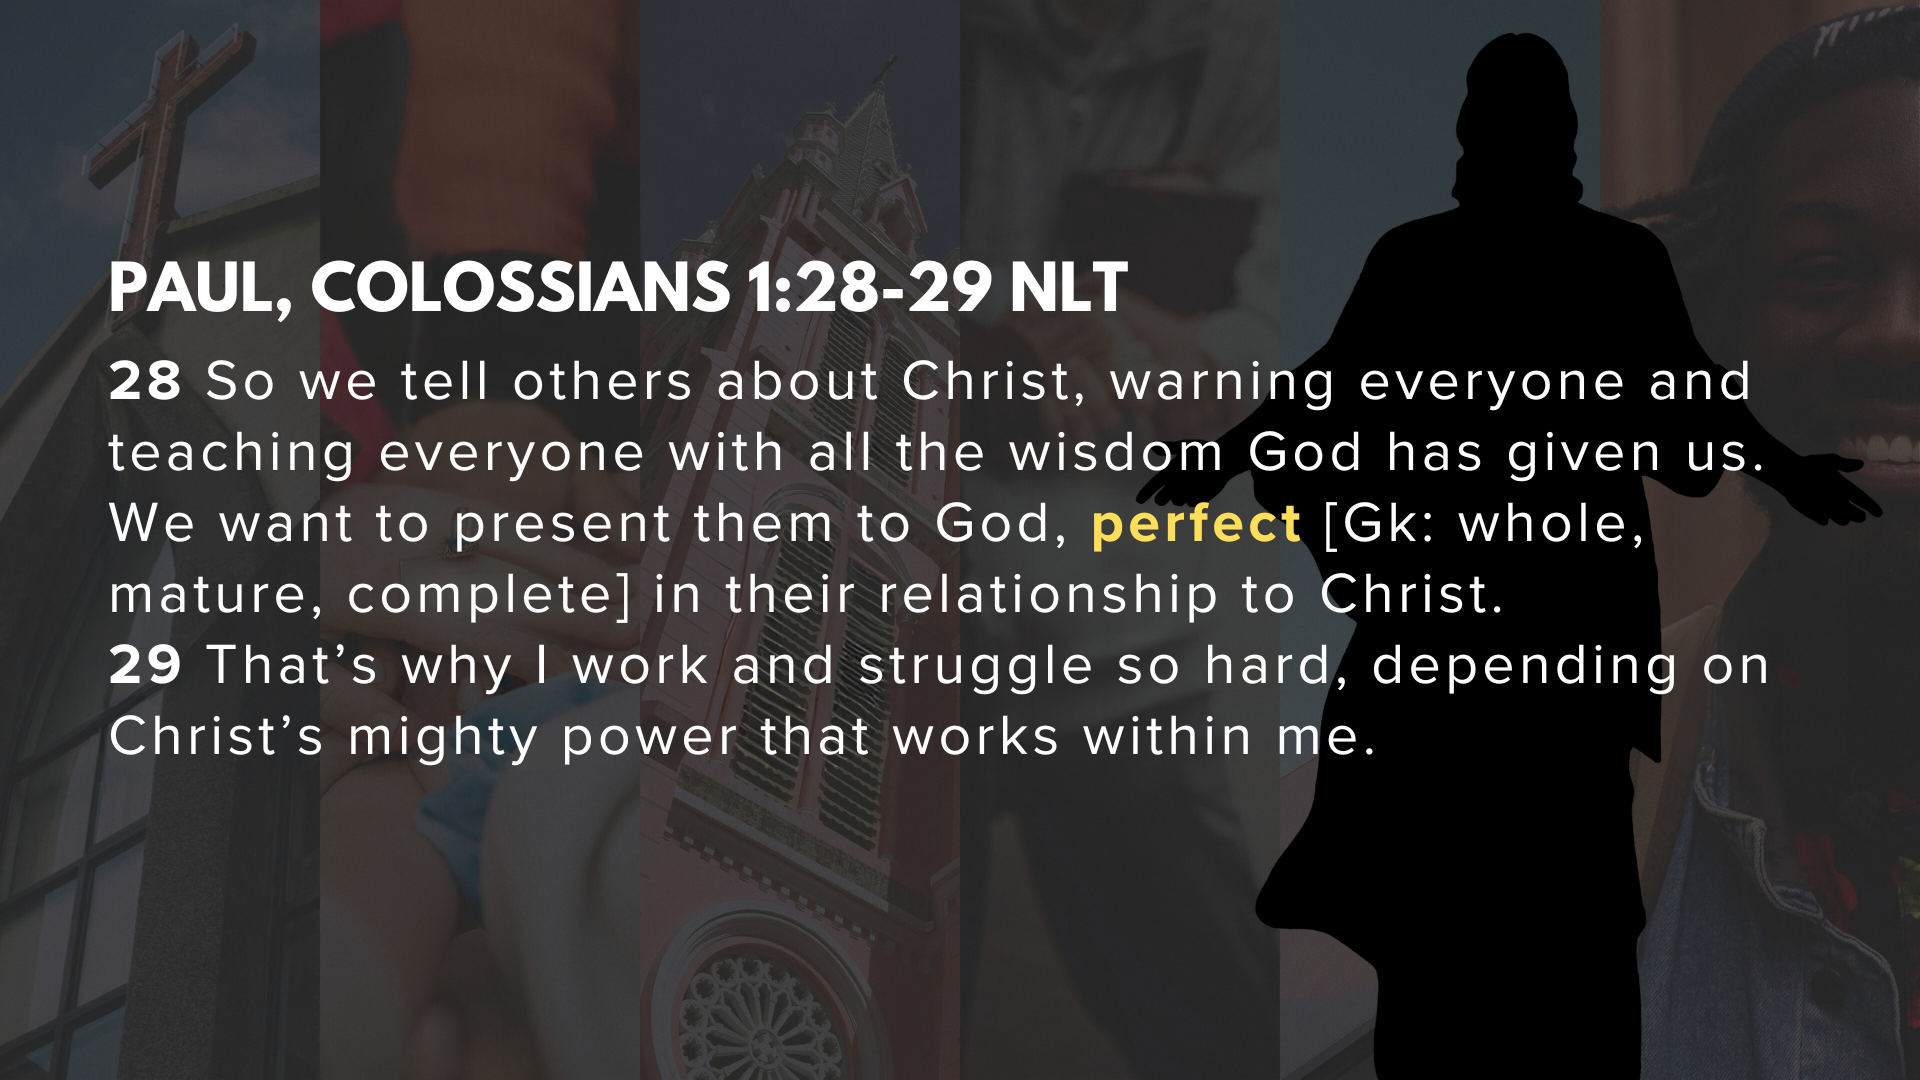 PAUL, COLOSSIANS 1:28-29 NLT
28 So we tell others about Christ, warning everyone and
teaching everyone with all the wisdom God has given us.
We want to present them to God, perfect [Gk: whole,
mature, complete] in their relationship to Christ.
29 That’s why I work and struggle so hard, depending on
Christ’s mighty power that works within me.